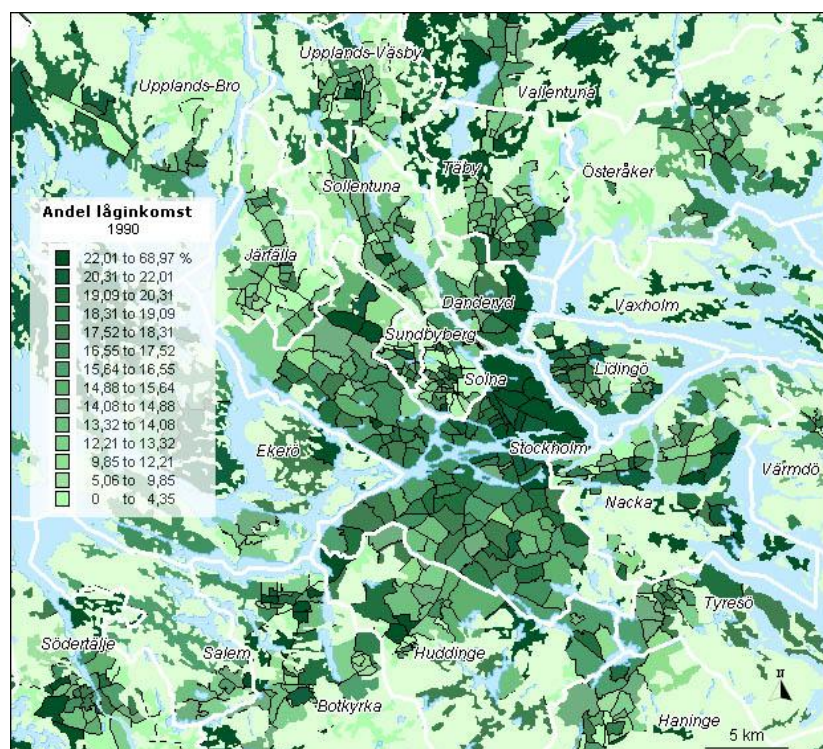 Upplands-Väsby
Upplands-Bro
Vallentuna
Täby
Österåker
Sollentuna
Andel låginkomst
1990
22,01 to 68,97 %
20,31 to 22,01
19,09 to 20,31
18,31 to 19,09
17,52 to 18,31
16,55 to 17,52
15,64 to 16,55
14,88 to 15,64
14,08 to 14,88
13,32 to 14,08
12,21 to 13,32
9,85 to 12,21
5,06 to 9,85
0 to 4,35
Järfälla
Danderyd
Vaxholm
Sundbyberg
Solna
Lidingö
Ekerö
Stockholm
Värmdö
Nacka
Tyresö
Södertälje
Salem
Huddinge
Botkyrka
Haninge
N
5 km